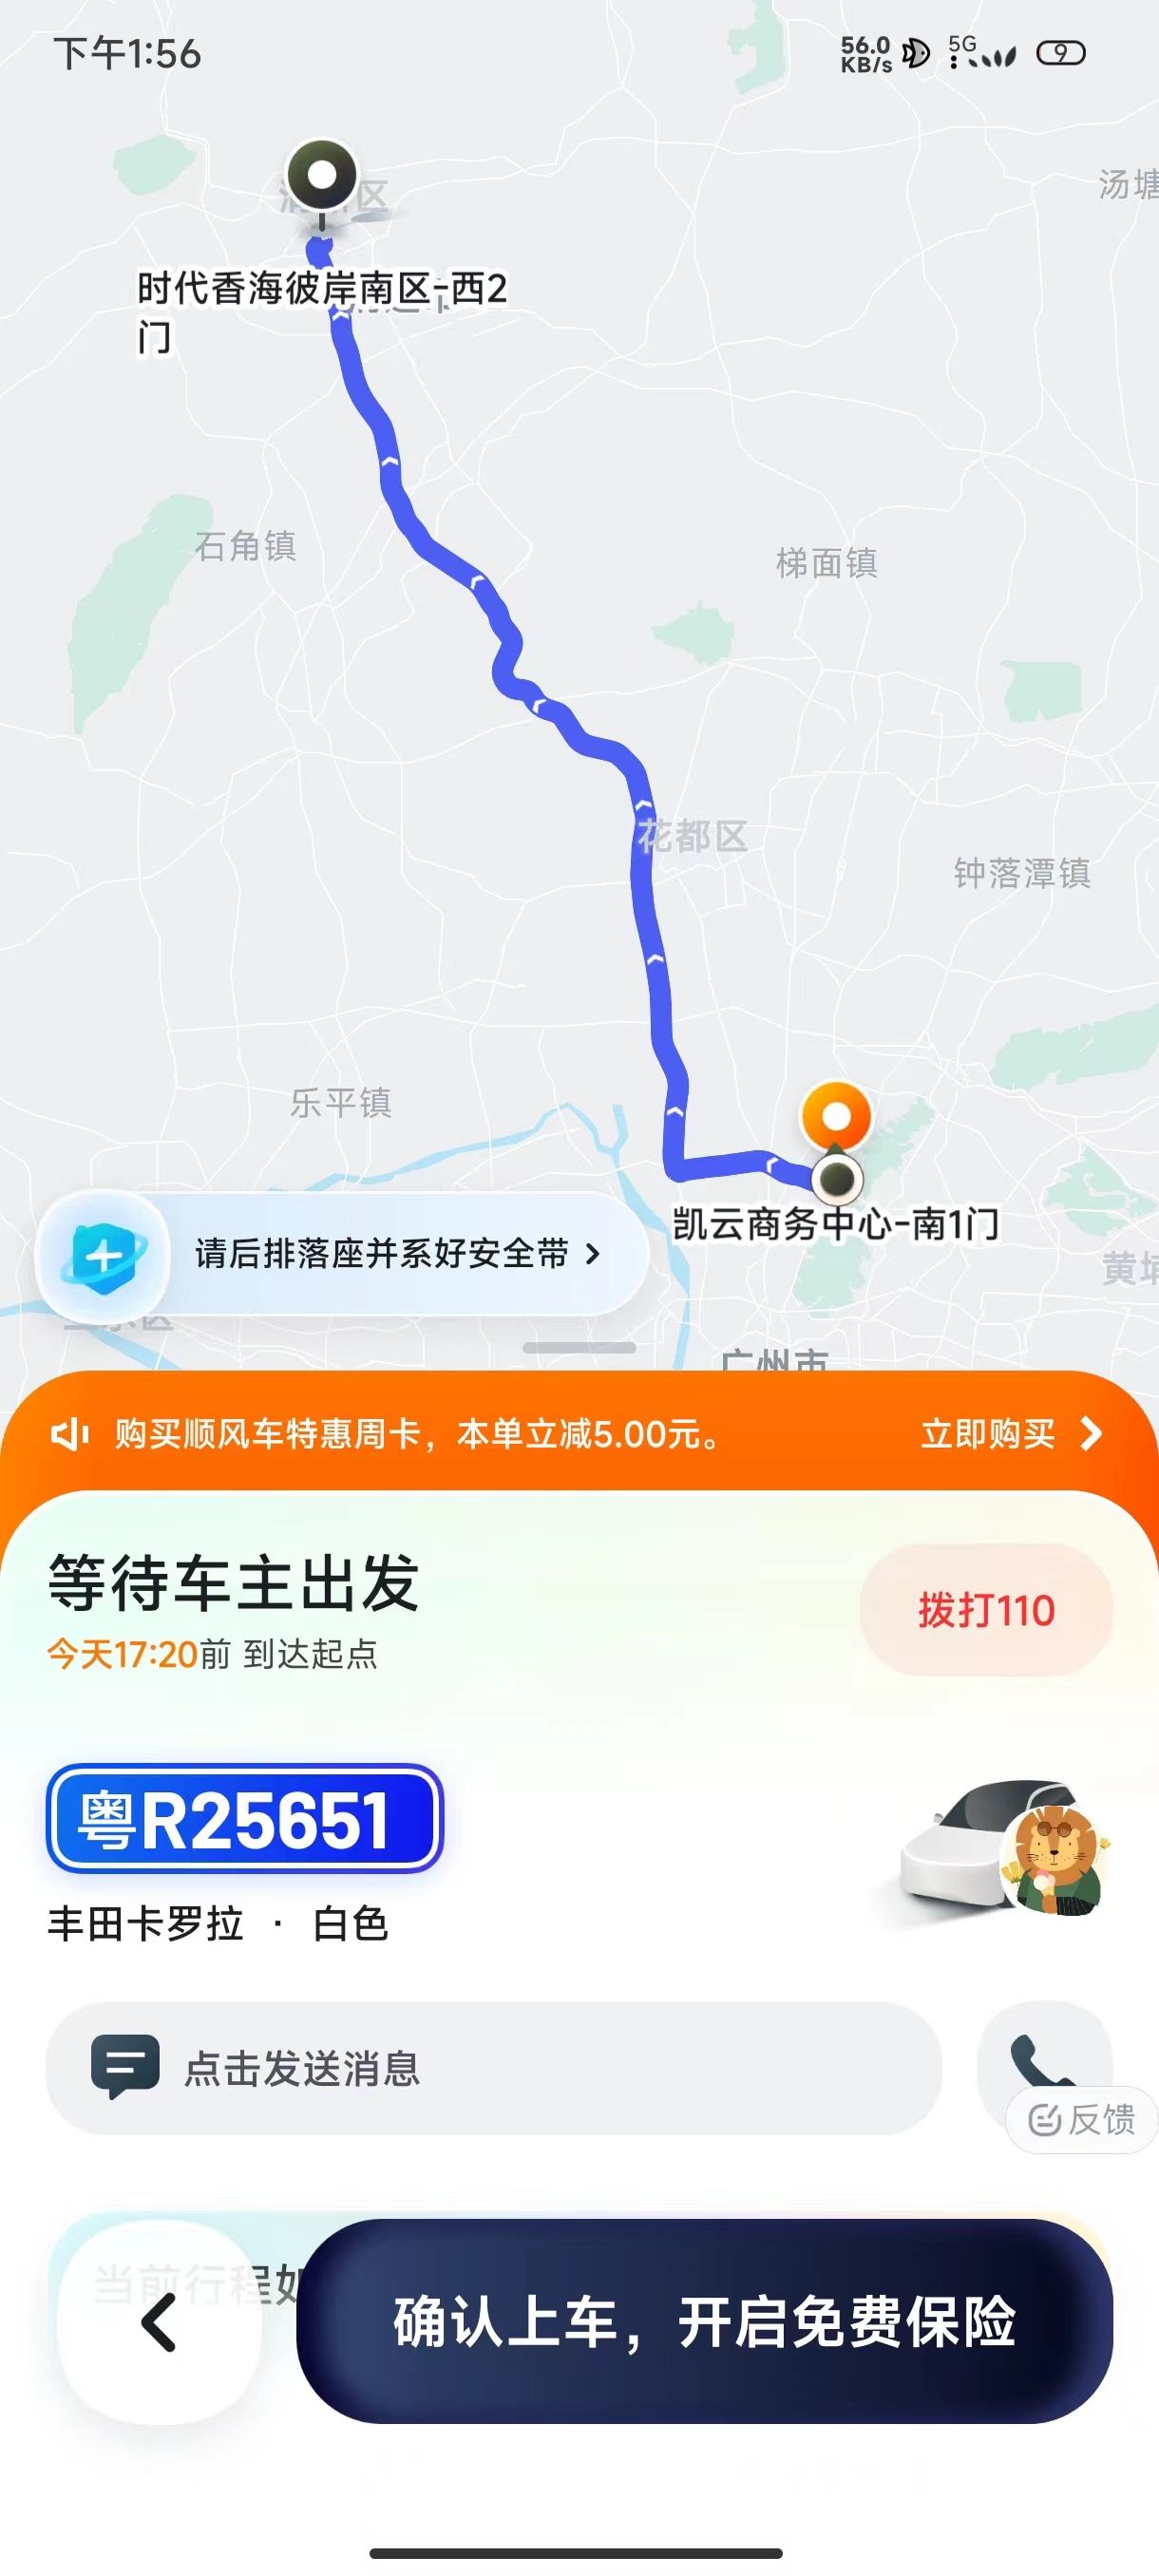 下午1:56
56.0
KB/s
5G
9
汤塘
时代香海彼岸南区-西2
门
石角镇
梯面镇
花都区
钟落潭镇
乐平镇
凯云商务中心-南1门
请后排落座并系好安全带
黄埔
广州市
购买顺风车特惠周卡，本单立减5.00元。
立即购买
等待车主出发
今天17:20前 到达起点
拨打110
粤R25651
丰田卡罗拉 · 白色
点击发送消息
反馈
当前行程如
确认上车，开启免费保险